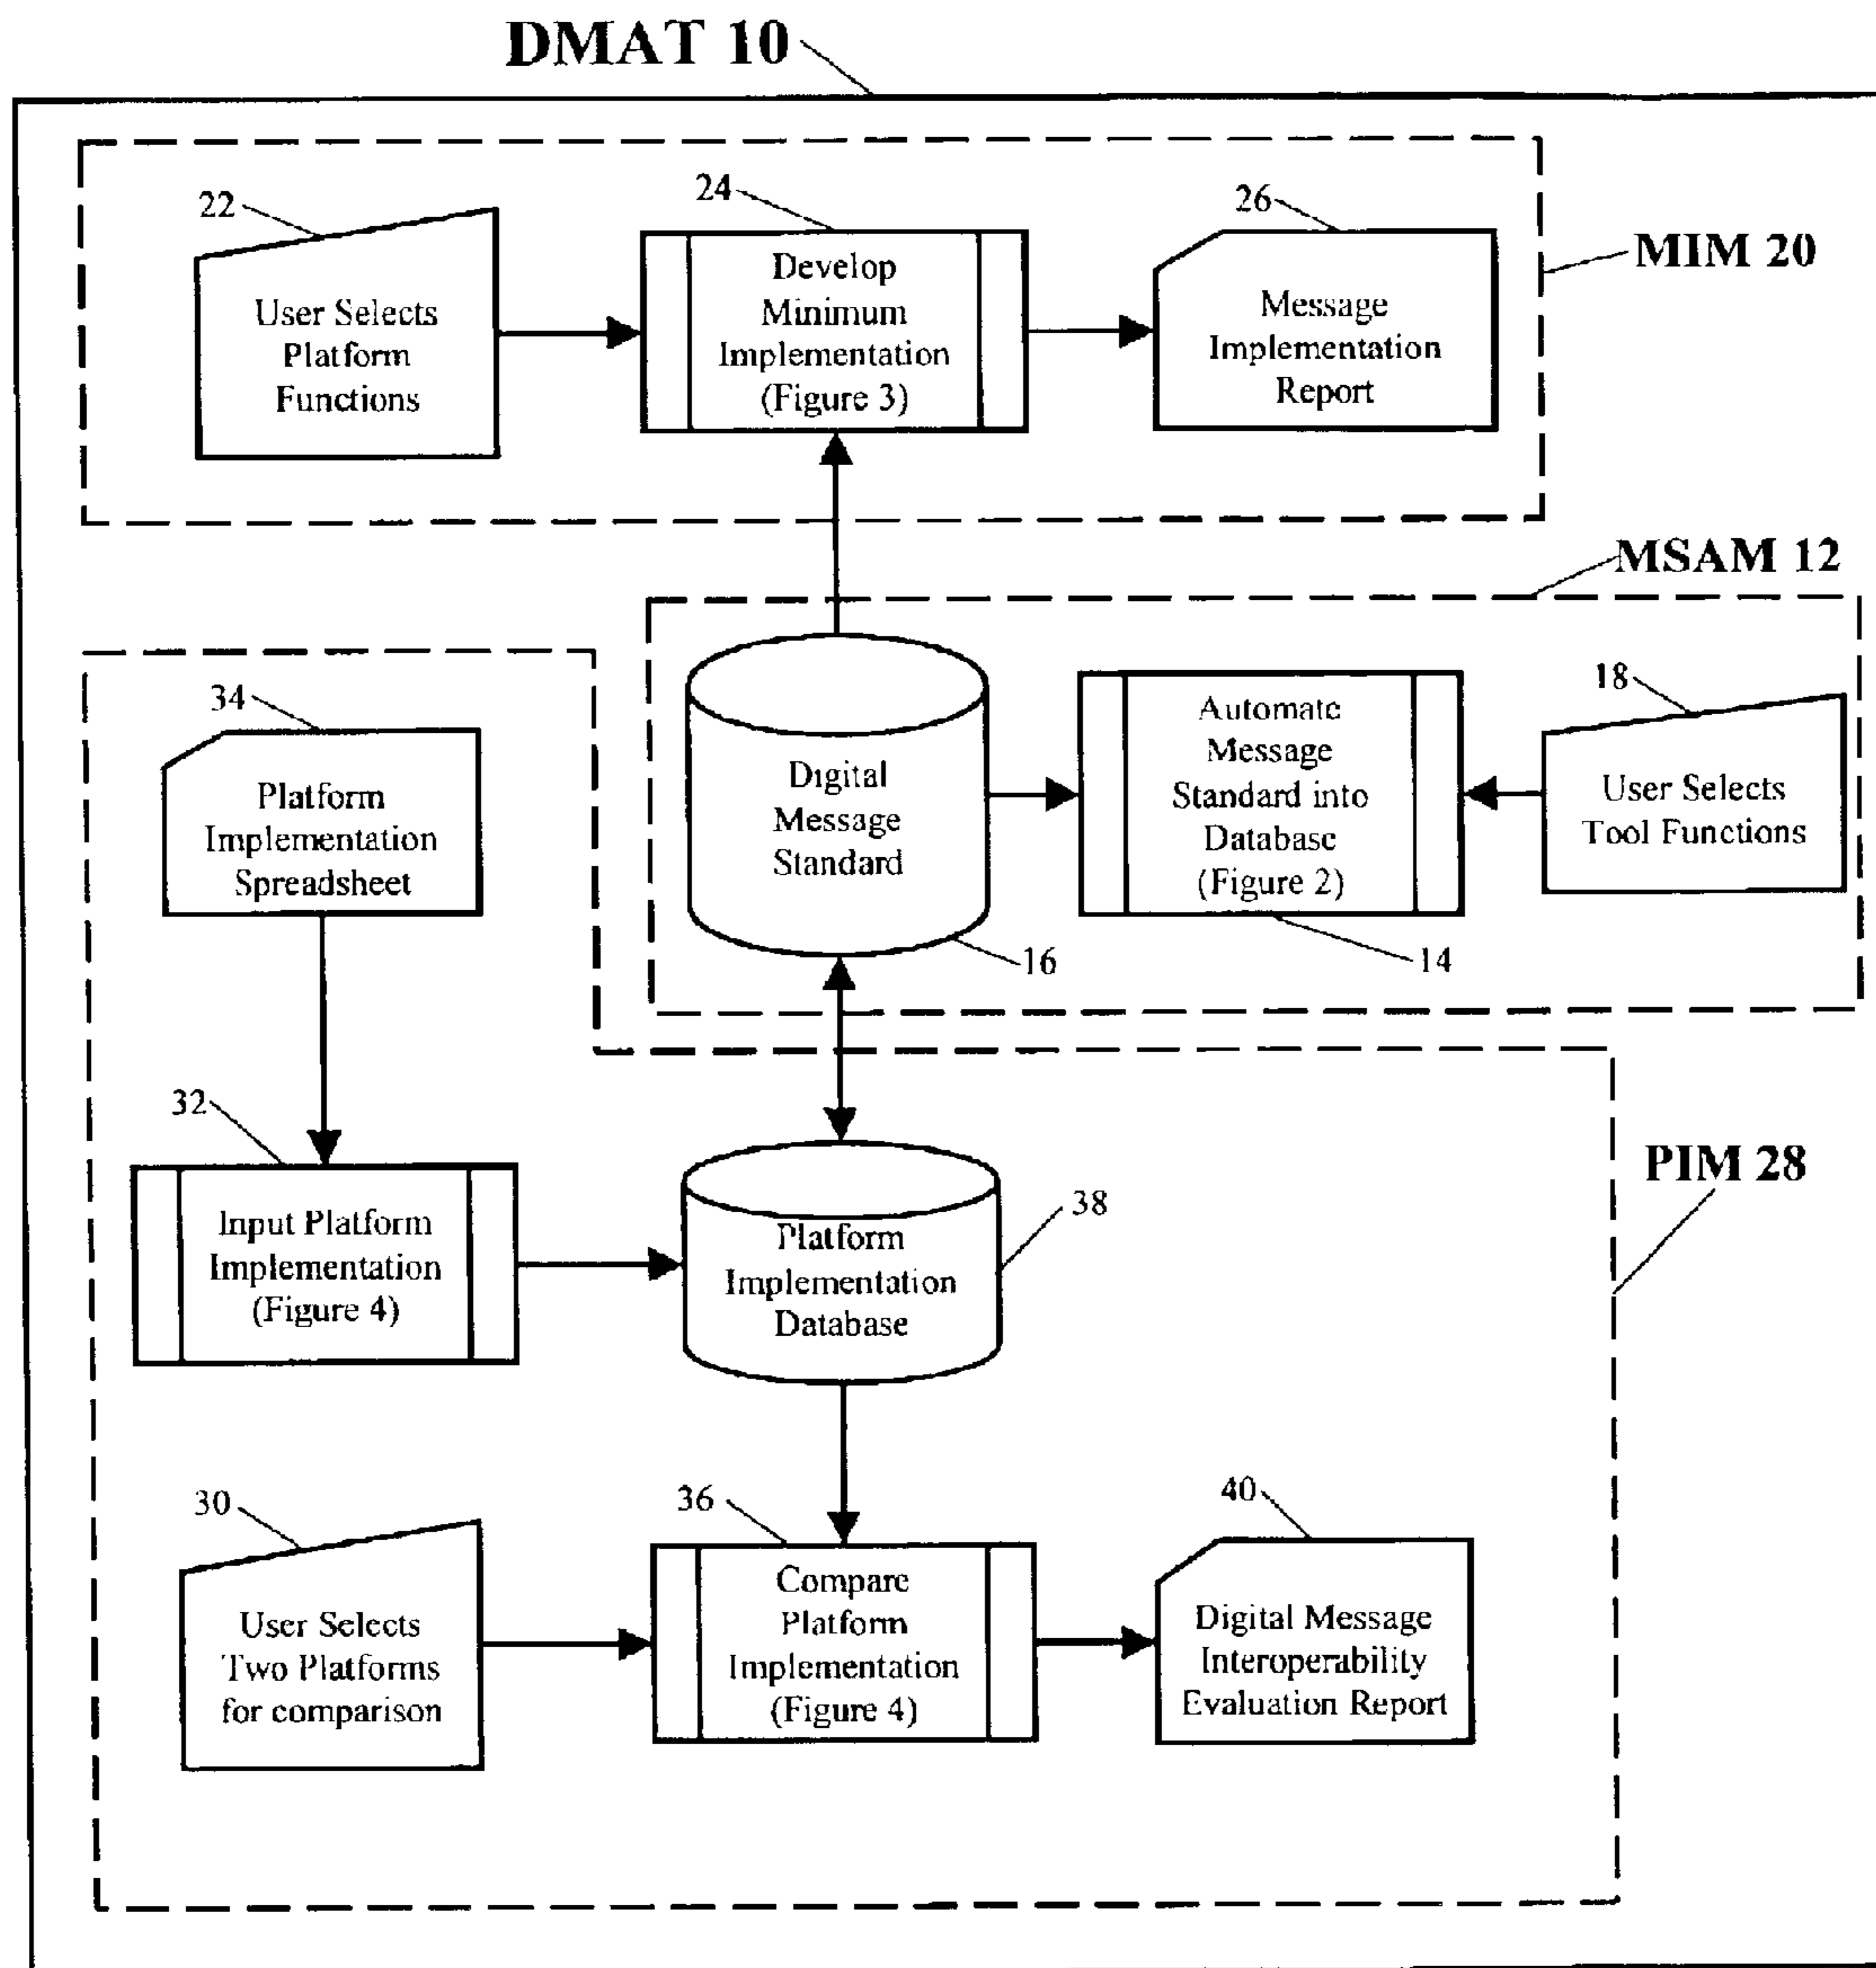 DMAT 10
22
24
26
MIM 20
User Selects
Platform
Functions
Develop
Minimum
Implementation
(Figure 3)
Message
Implementation
Report
MSAM 12
34
18
Platform
Implementation
Spreadsheet
Digital
Message
Standard
Automate
Message
Standard into
Database
(Figure 2)
User Selects
Tool Functions
16
14
32
PIM 28
38
Input Platform
Implementation
(Figure 4)
Platform
Implementation
Database
30
36
40
User Selects
Two Platforms
for comparison
Compare
Platform
Implementation
(Figure 4)
Digital Message
Interoperability
Evaluation Report